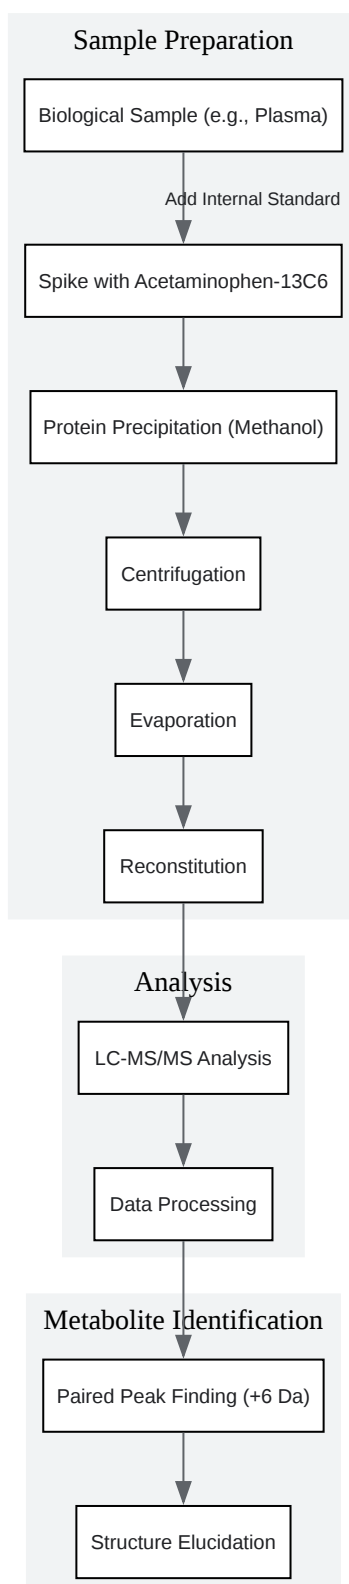 Sample Preparation
Biological Sample (e.g., Plasma)
Add Internal Standard
Spike with Acetaminophen-13C6
Protein Precipitation (Methanol)
Centrifugation
Evaporation
Reconstitution
Analysis
LC-MS/MS Analysis
Data Processing
Metabolite Identification
Paired Peak Finding (+6 Da)
Structure Elucidation